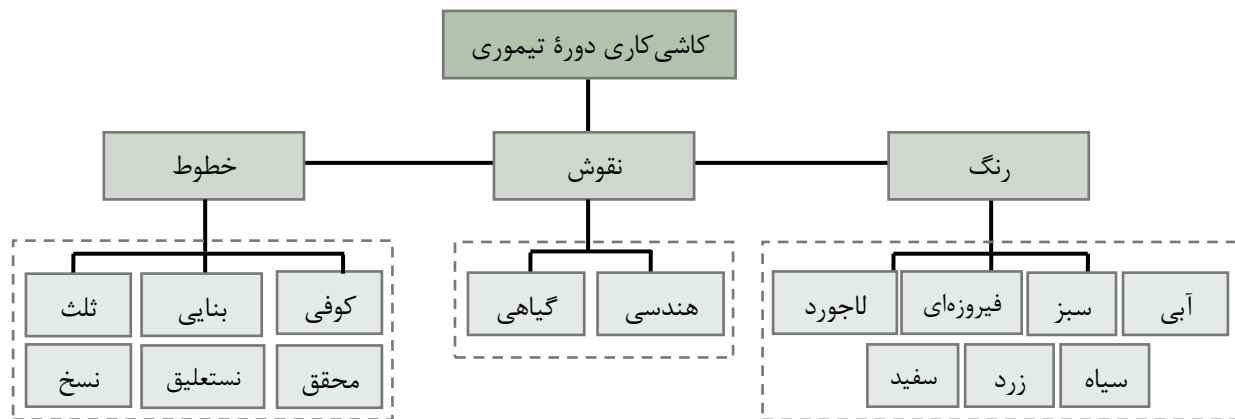 کاشی‌کاری دورۀ تیموری
رنگ
نقوش
خطوط
آبی
سبز
فیروزه‌ای
لاجورد
سیاه
زرد
سفید
هندسی
گیاهی
کوفی
بنایی
ثلث
محقق
نستعلیق
نسخ